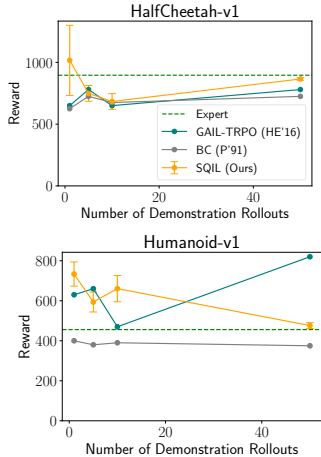 HalfCheetah-v1
Reward
1000
500
0
0
20
40
Number of Demonstration Rollouts
Expert
GAIL-TRPO (HE'16)
BC (P'91)
SQIL (Ours)
Humanoid-v1
Reward
800
600
400
200
0
0
20
40
Number of Demonstration Rollouts